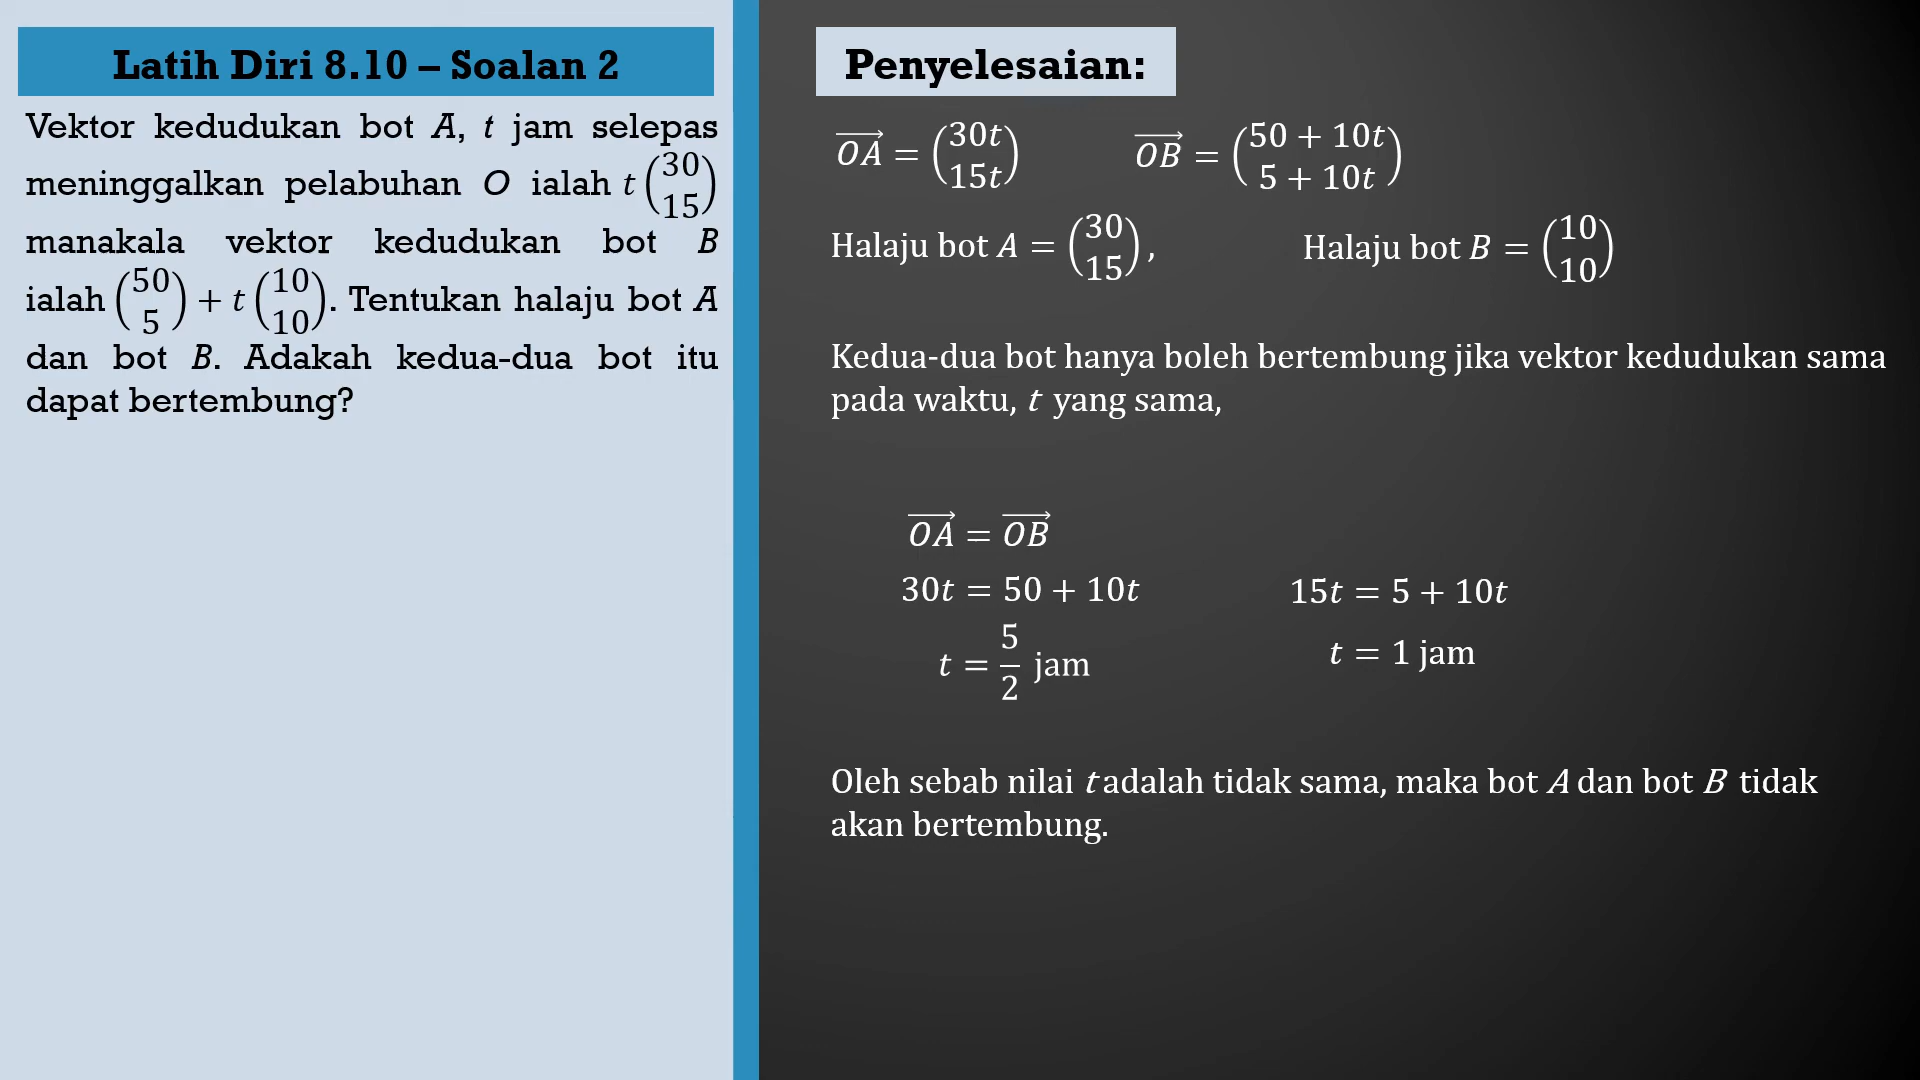 Latih Diri 8.10 – Soalan 2
Vektor kedudukan bot A, t jam selepas
meninggalkan pelabuhan O ialah t(30 15)
manakala vektor kedudukan bot B
ialah (50 5) + t(10 10). Tentukan halaju bot A
dan bot B. Adakah kedua-dua bot itu
dapat bertembung?
Penyelesaian:
OA = (30t 15t) OB = (50 + 10t 5 + 10t)
Halaju bot A = (30 15), Halaju bot B = (10 10)
Kedua-dua bot hanya boleh bertembung jika vektor kedudukan sama
pada waktu, t yang sama,
OA = OB
30t = 50 + 10t 15t = 5 + 10t
t = 5/2 jam t = 1 jam
Oleh sebab nilai t adalah tidak sama, maka bot A dan bot B tidak
akan bertembung.